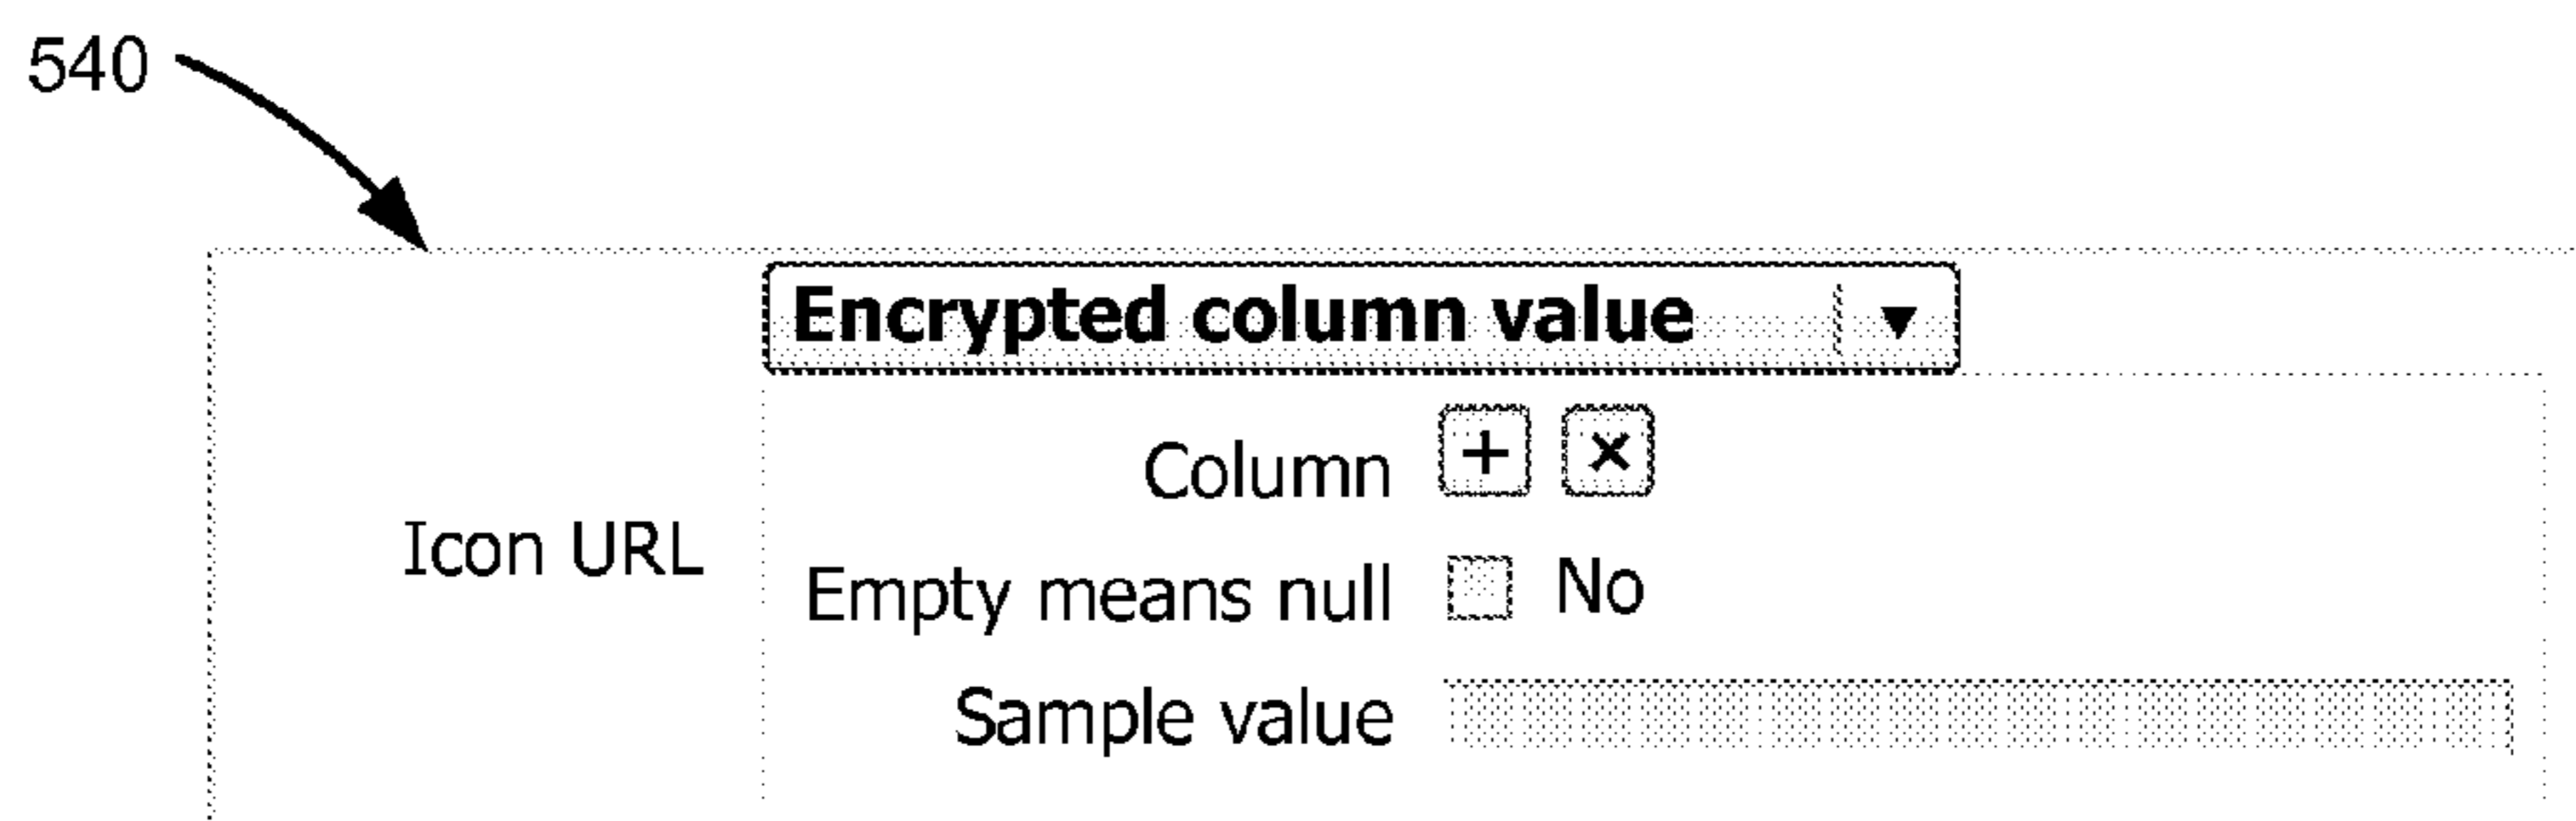 540
Encrypted column value ▼
Column + ×
Icon URL
Empty means null No
Sample value